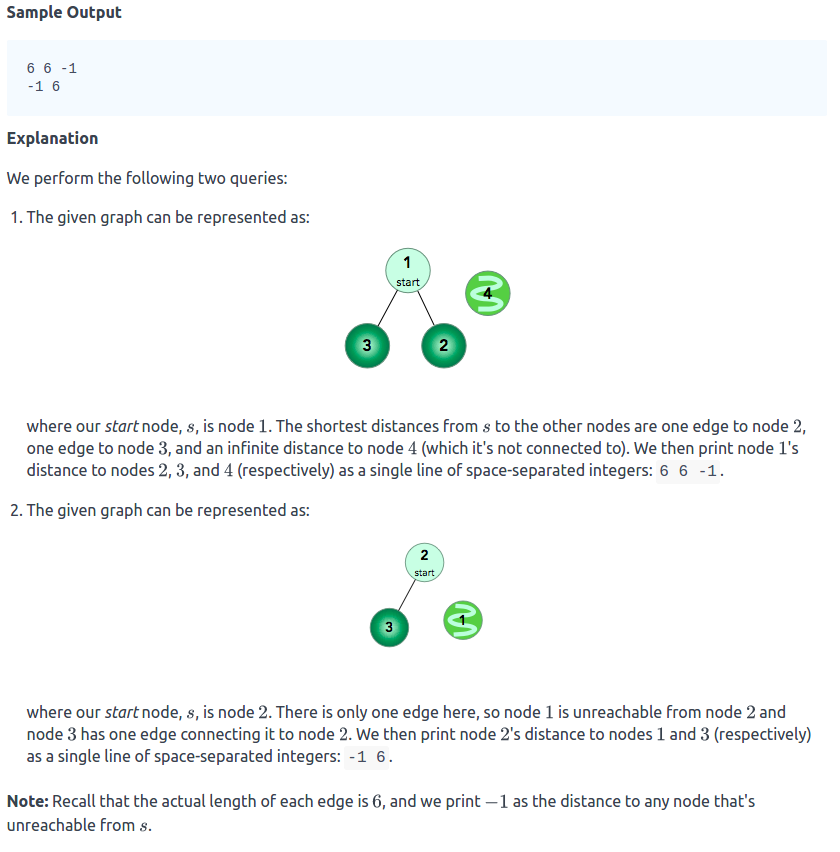 Sample Output
6 6 -1
-1 6
Explanation
We perform the following two queries:
1. The given graph can be represented as:
1
start
4
3
2
where our start node, s, is node 1. The shortest distances from s to the other nodes are one edge to node 2,
one edge to node 3, and an infinite distance to node 4 (which it's not connected to). We then print node 1's
distance to nodes 2, 3, and 4 (respectively) as a single line of space-separated integers: 6 6 -1.
2. The given graph can be represented as:
2
start
3
1
where our start node, s, is node 2. There is only one edge here, so node 1 is unreachable from node 2 and
node 3 has one edge connecting it to node 2. We then print node 2's distance to nodes 1 and 3 (respectively)
as a single line of space-separated integers: -1 6.
Note: Recall that the actual length of each edge is 6, and we print −1 as the distance to any node that's
unreachable from s.